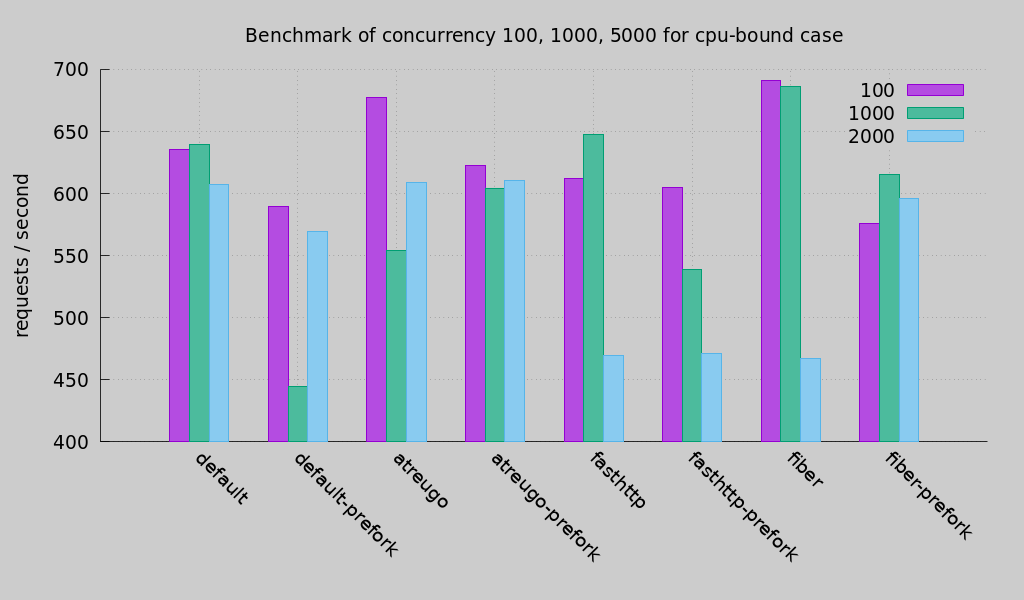 Benchmark of concurrency 100, 1000, 5000 for cpu-bound case
requests / second
700
650
600
550
500
450
400
100
1000
2000
default
default-prefork
atreugo
atreugo-prefork
fasthttp
fasthttp-prefork
fiber
fiber-prefork